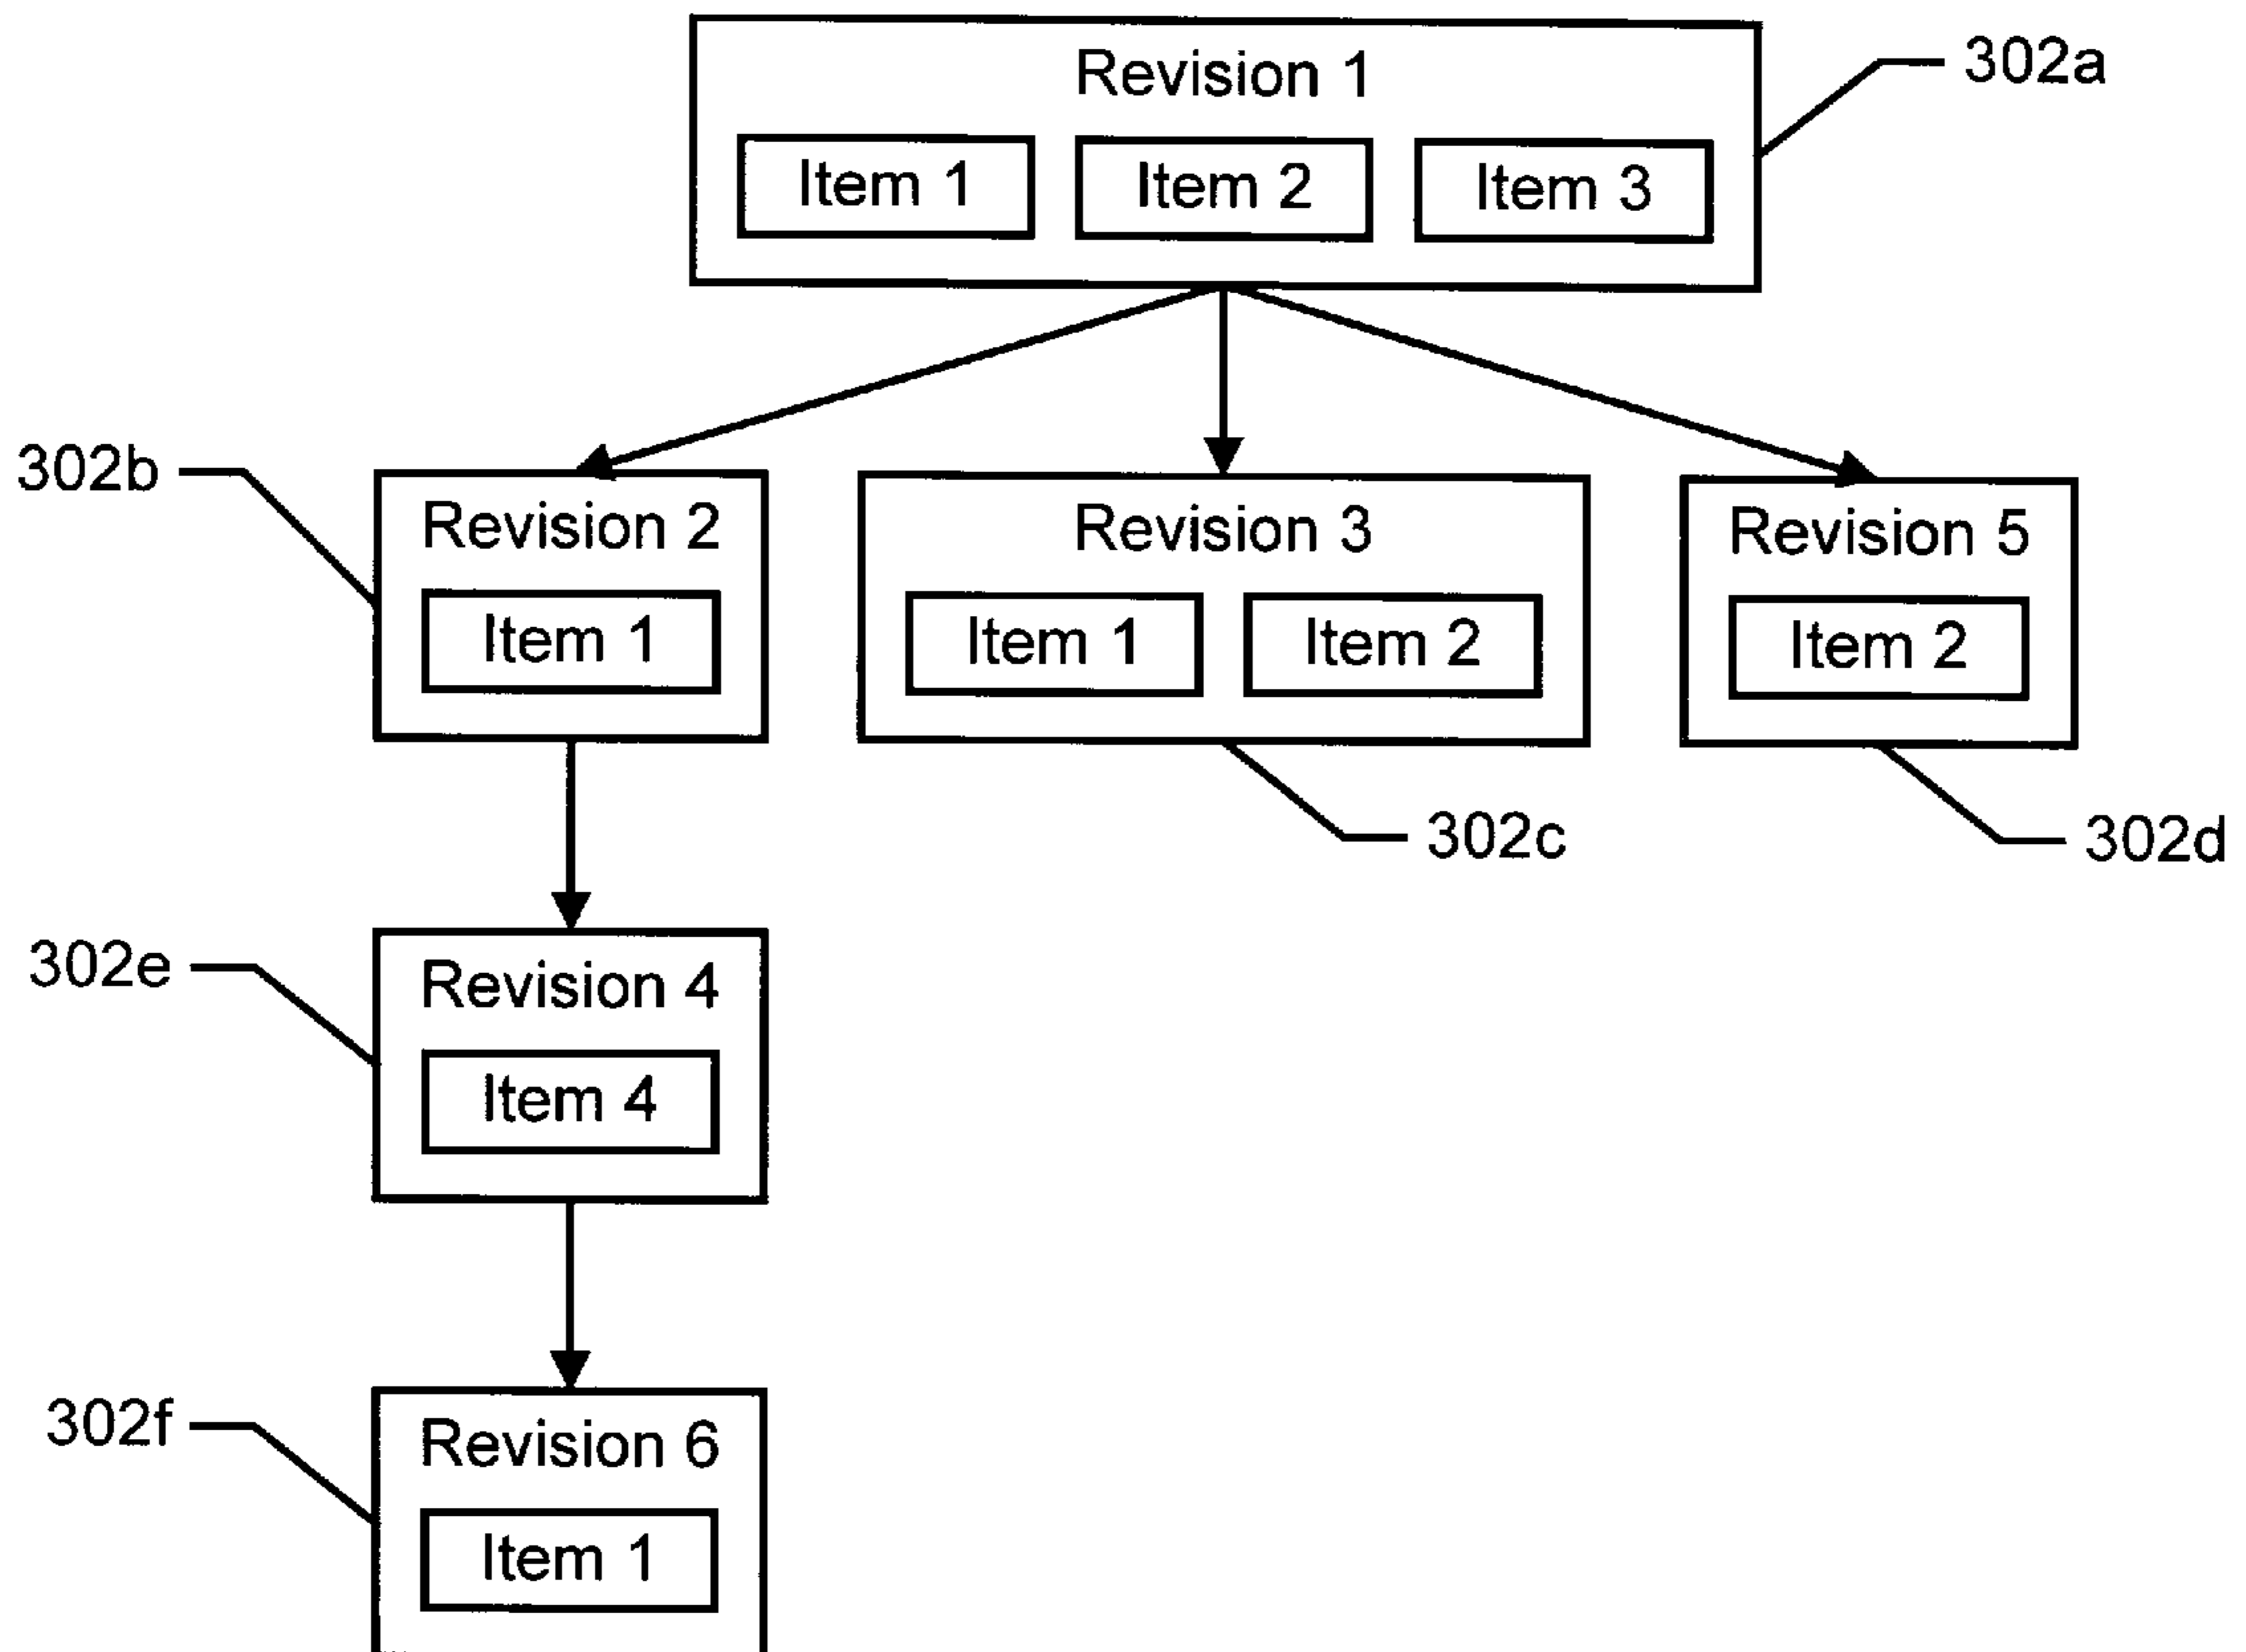 Revision 1
302a
Item 1
Item 2
Item 3
302b
Revision 2
Item 1
Revision 3
Item 1
Item 2
Revision 5
Item 2
302c
302d
302e
Revision 4
Item 4
302f
Revision 6
Item 1